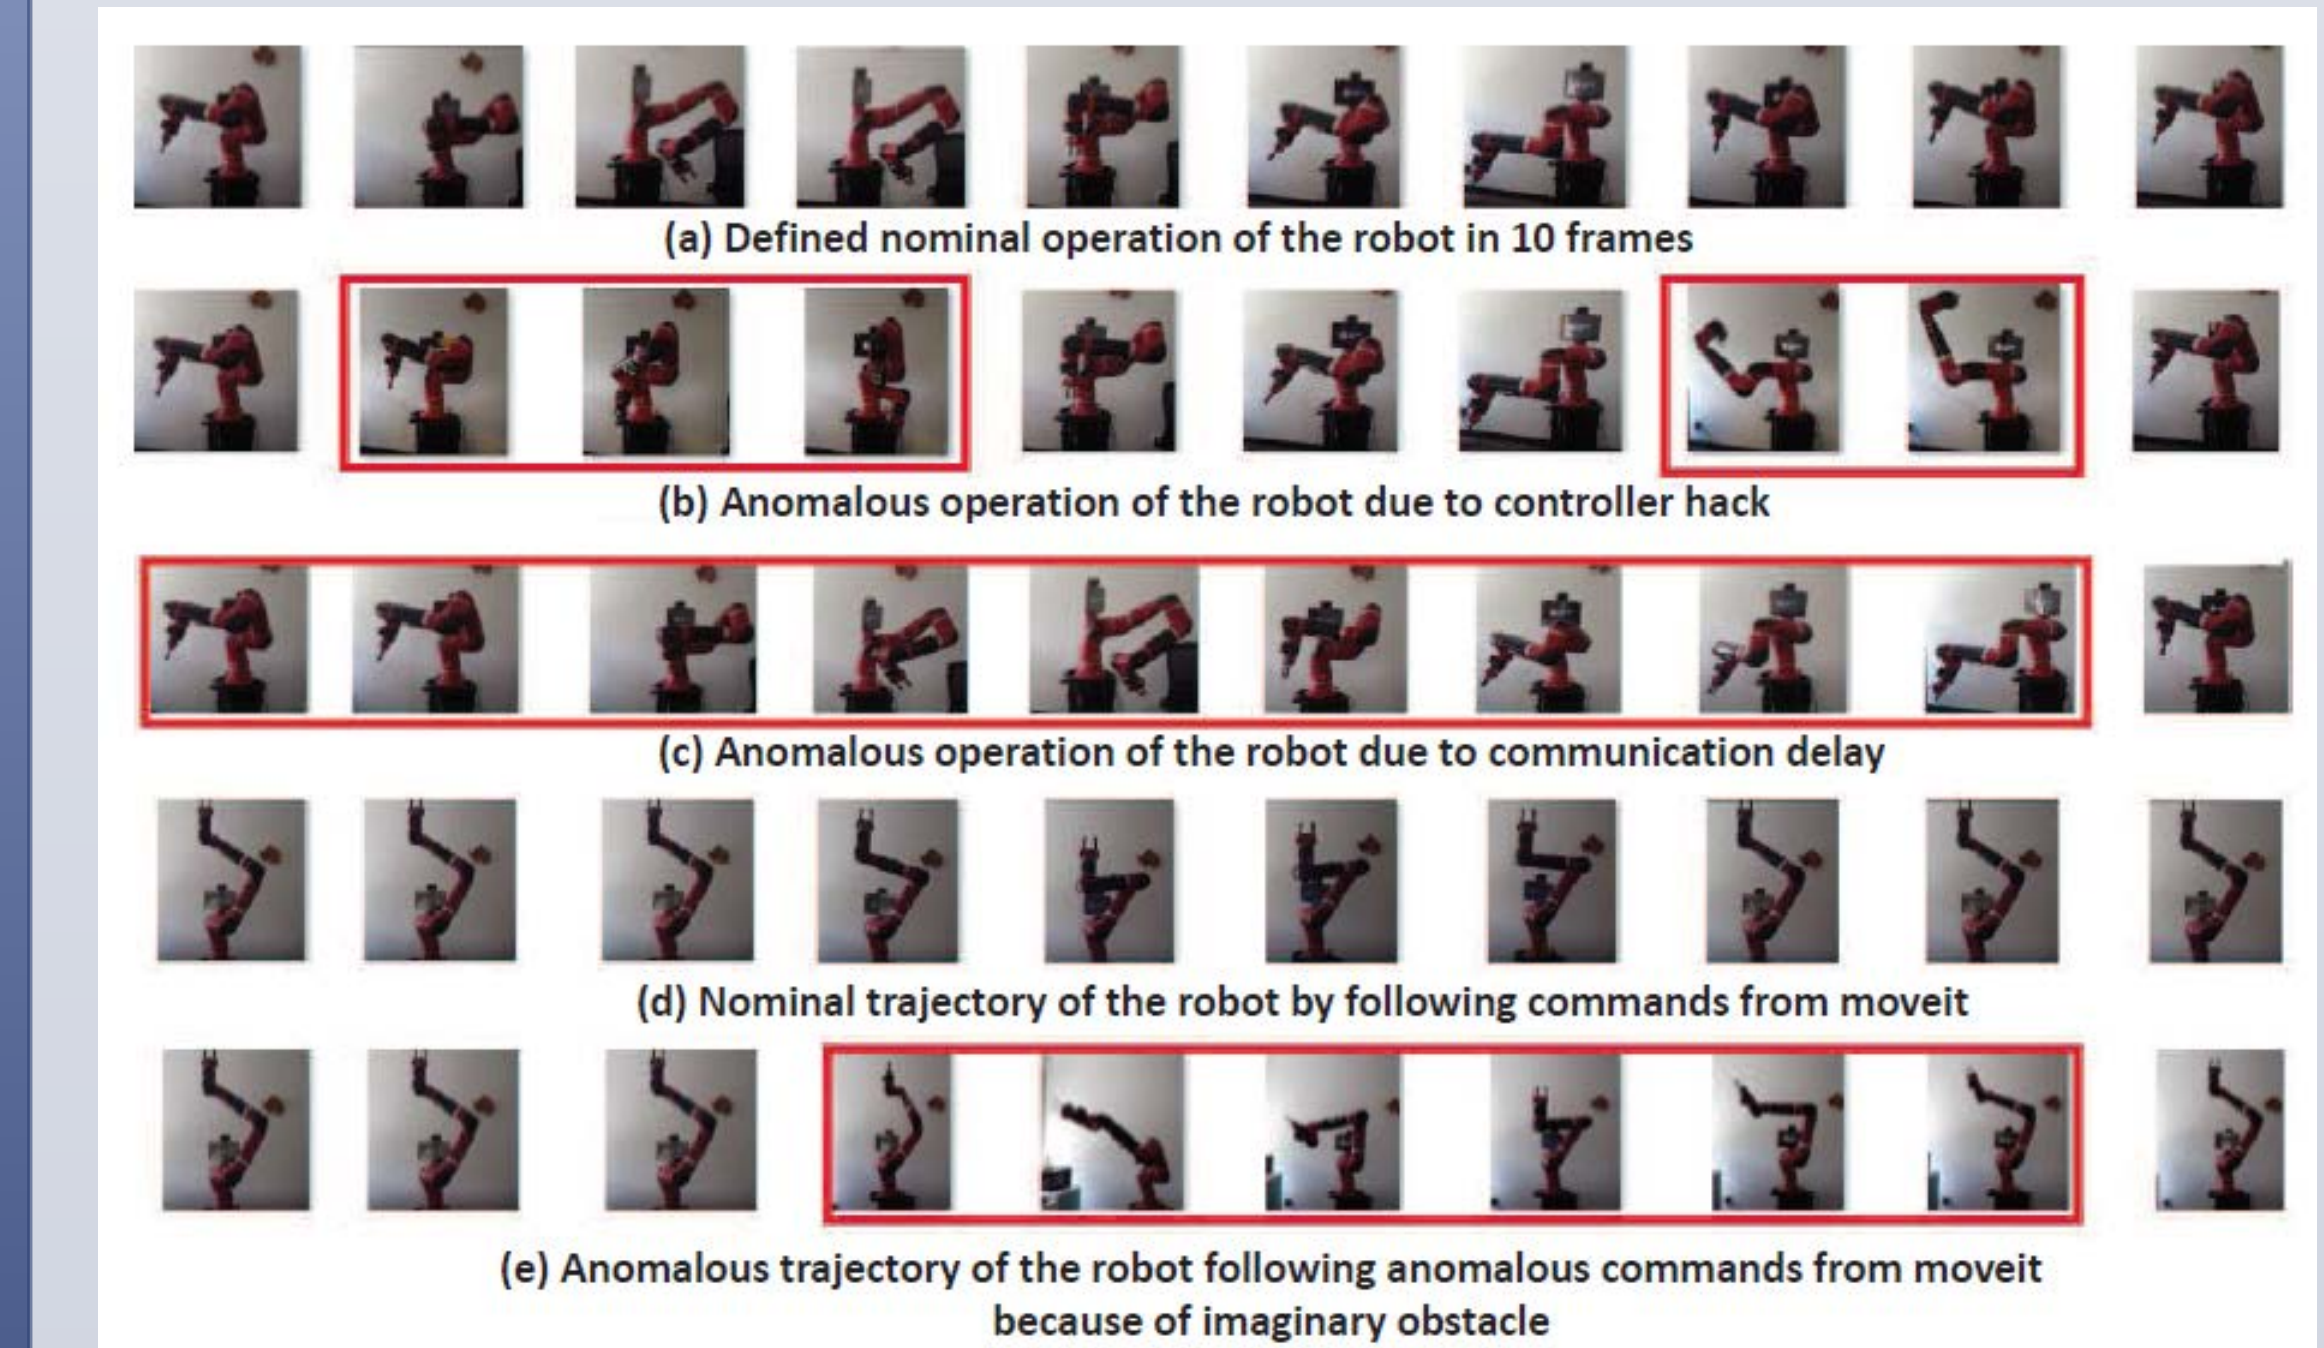 (a) Defined nominal operation of the robot in 10 frames
(b) Anomalous operation of the robot due to controller hack
(c) Anomalous operation of the robot due to communication delay
(d) Nominal trajectory of the robot by following commands from moveit
(e) Anomalous trajectory of the robot following anomalous commands from moveit
because of imaginary obstacle